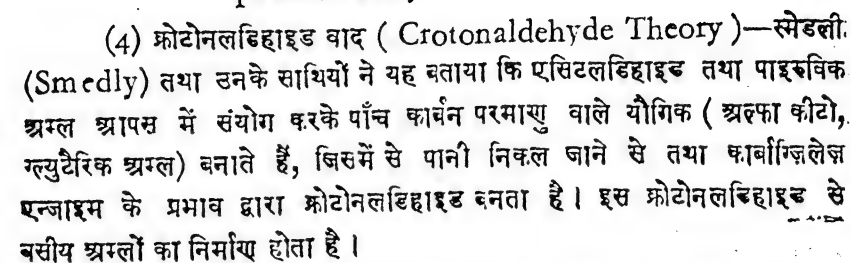 (4) क्रोटोनलडिहाइड वाद ( Crotonaldehyde Theory )—स्मेडली
(Smedly) तथा उनके साथियों ने यह बताया कि एसिटलडिहाइड तथा पाइरुविक
अम्ल आपस में संयोग करके पाँच कार्बन परमाणु वाले यौगिक ( अल्फा कीटो,
ग्ल्युटैरिक अम्ल) बनाते हैं, जिसमें से पानी निकल जाने से तथा कार्बाग्ज़िलेज़
एन्जाइम के प्रभाव द्वारा क्रोटोनलडिहाइड बनता है। इस क्रोटोनलडिहाइड से
वसीय अम्लों का निर्माण होता है।